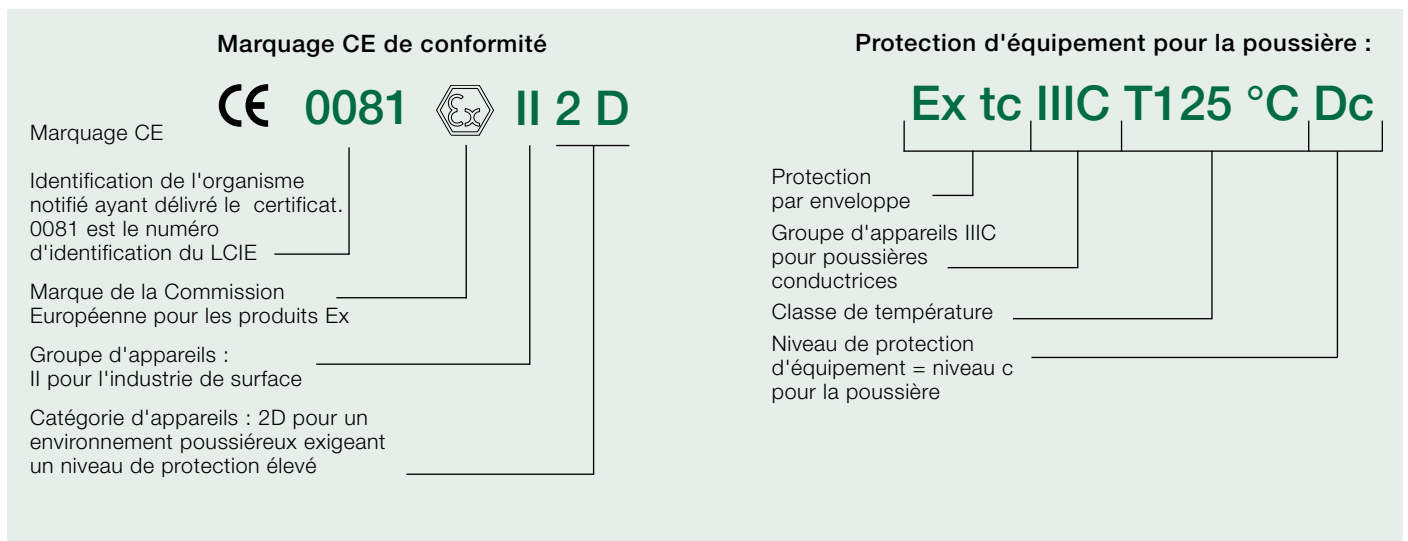 Marquage CE de conformité
CE 0081 Ex II 2 D
Marquage CE
Identification de l'organisme
notifié ayant délivré le certificat.
0081 est le numéro
d'identification du LCIE
Marque de la Commission
Européenne pour les produits Ex
Groupe d'appareils :
II pour l'industrie de surface
Catégorie d'appareils : 2D pour un
environnement poussiéreux exigeant
un niveau de protection élevé
Protection d'équipement pour la poussière :
Ex tc IIIC T125 °C Dc
Protection
par enveloppe
Groupe d'appareils IIIC
pour poussières
conductrices
Classe de température
Niveau de protection
d'équipement = niveau c
pour la poussière